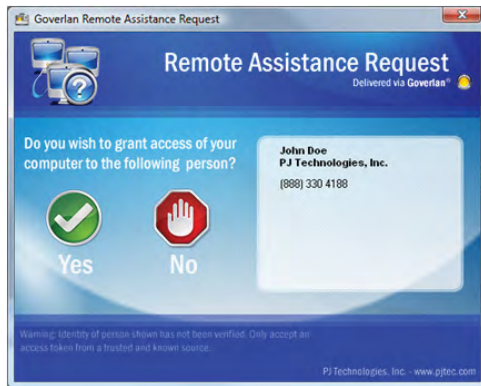 Goverlan Remote Assistance Request
Remote Assistance Request
Delivered via Goverlan®
Do you wish to grant access of your
computer to the following person?
John Doe
PJ Technologies, Inc.
(888) 330 4188
Yes
No
Warning: Identity of person shown has not been verified. Only accept an
access token from a trusted and known source.
PJ Technologies, Inc. - www.pjtec.com